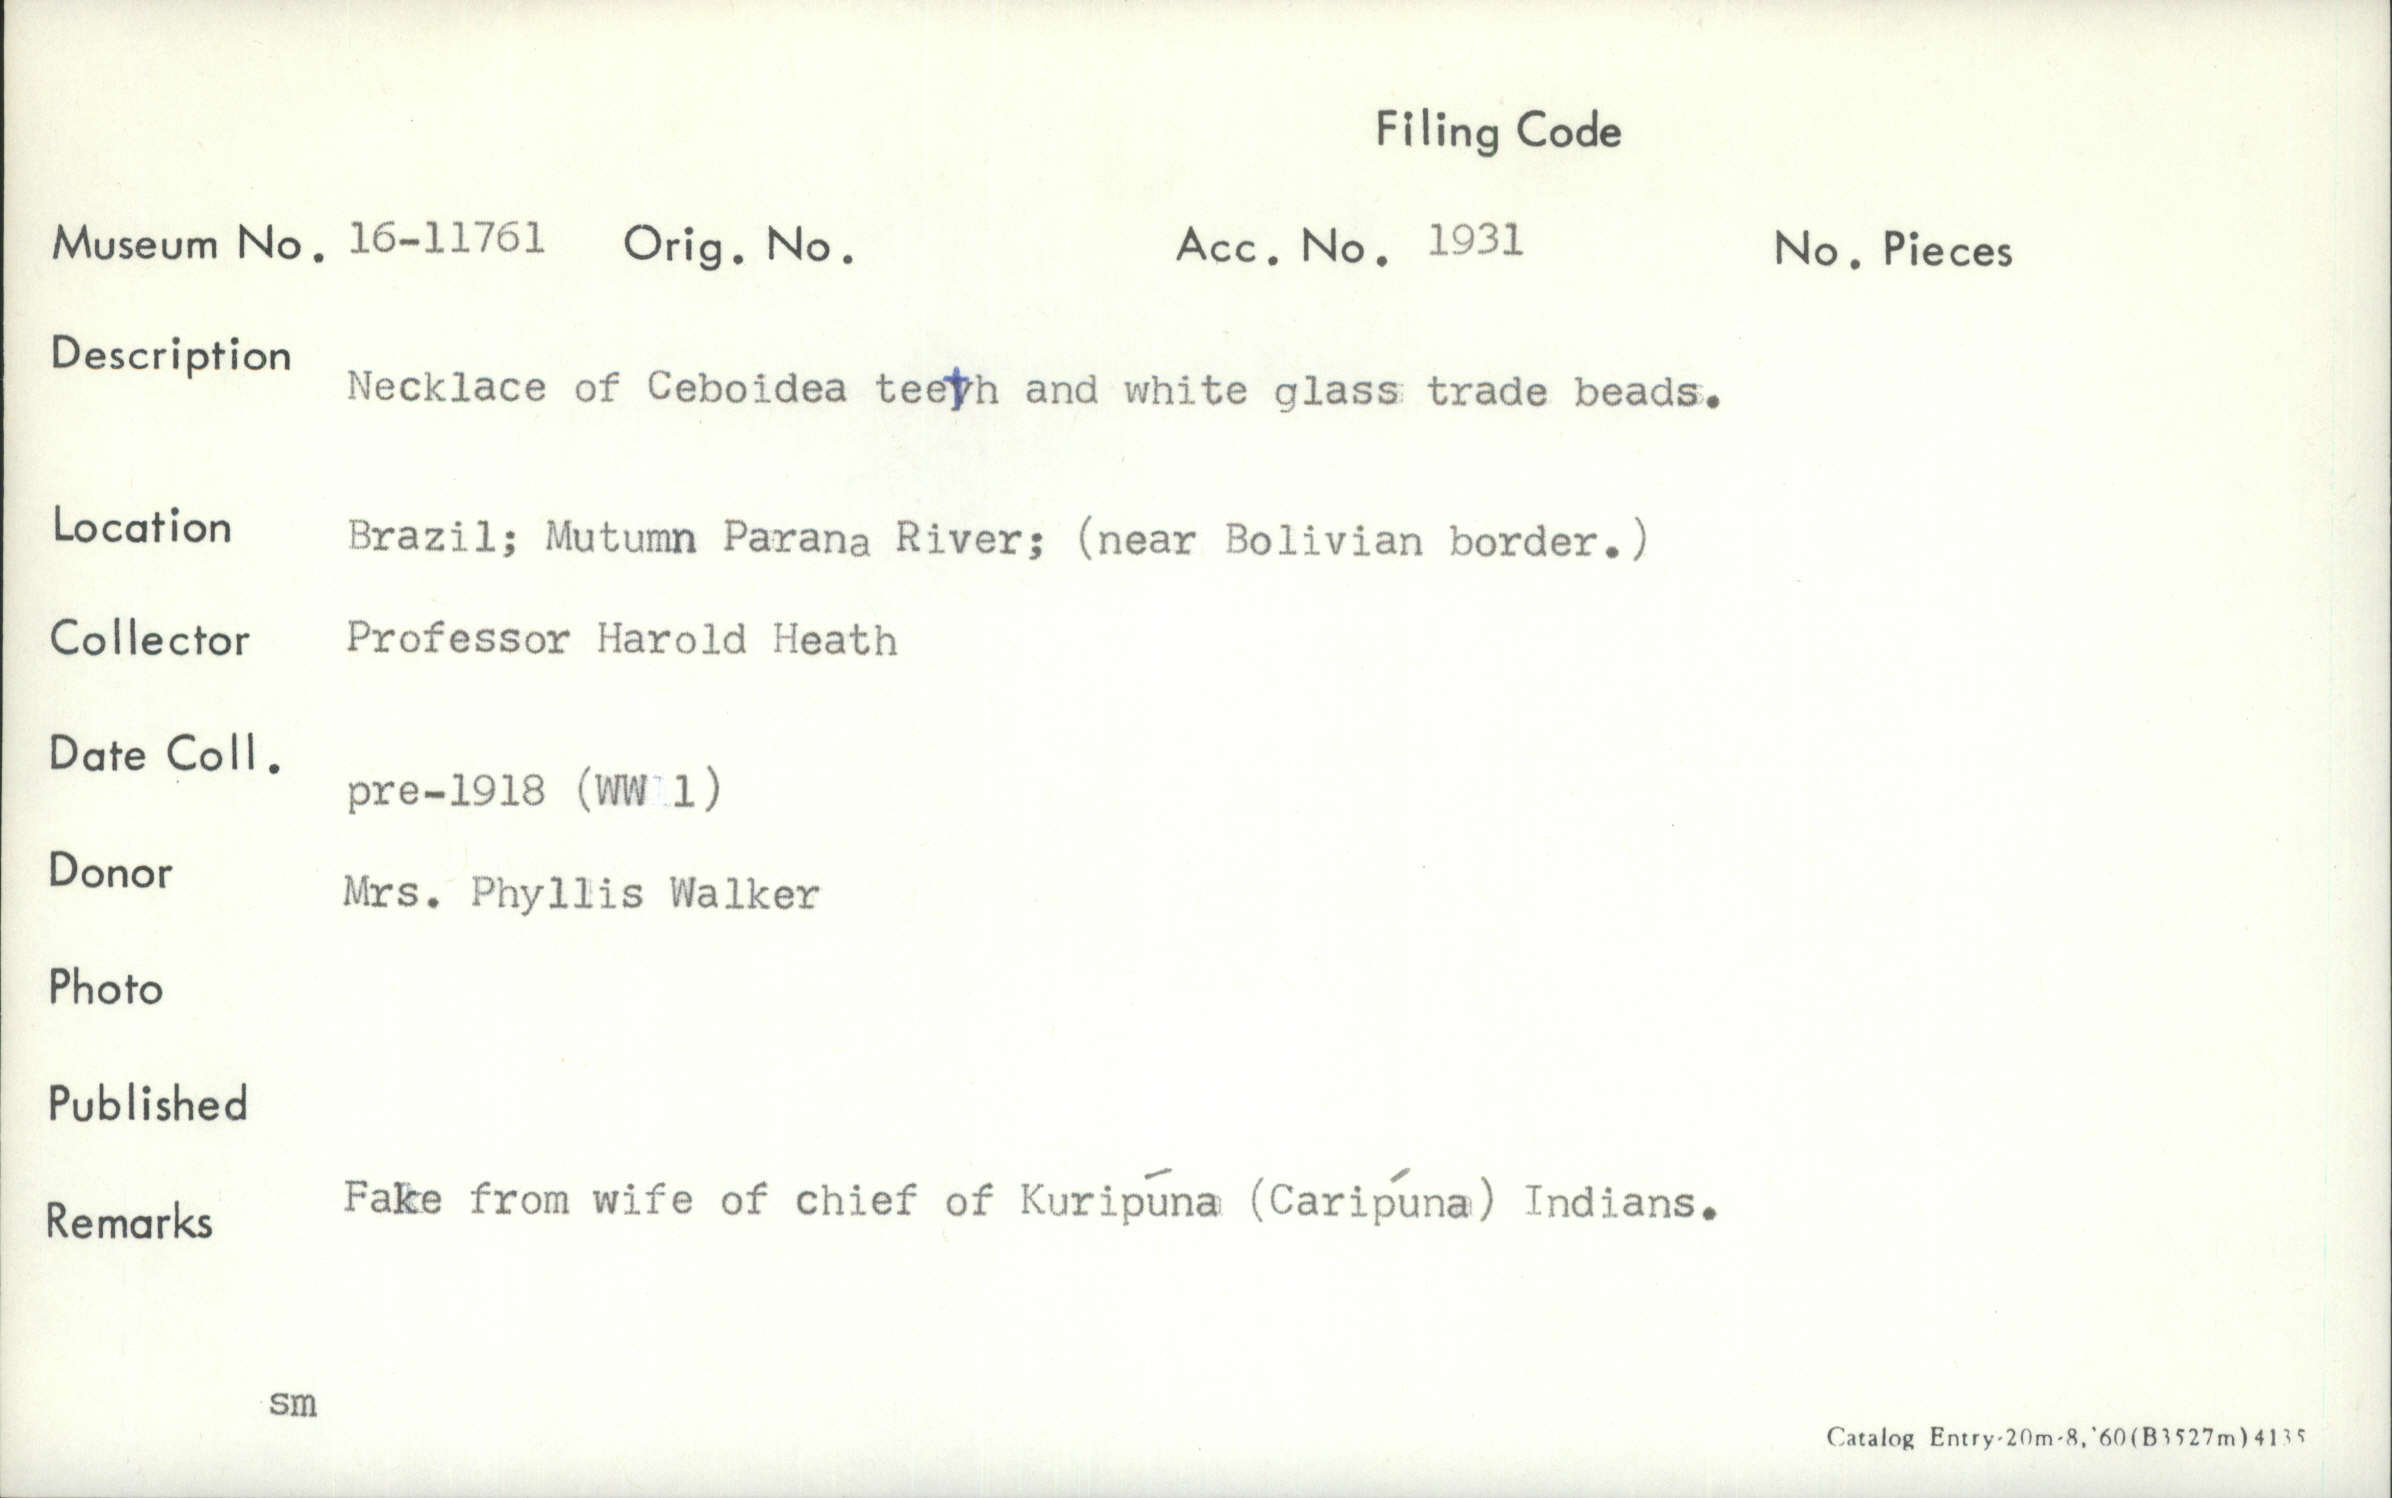 Filing Code
Museum No. 16-11761 Orig. No. Acc. No. 1931 No. Pieces
Description Necklace of Ceboidea teeth and white glass trade beads.
Location Brazil; Mutumn Parana River; (near Bolivian border.)
Collector Professor Harold Heath
Date Coll. pre-1918 (WW 1)
Donor Mrs. Phyllis Walker
Photo
Published
Remarks Fake from wife of chief of Kuripúna (Caripúna) Indians.
sm
Catalog Entry-20m-8,'60(B3527m)4135